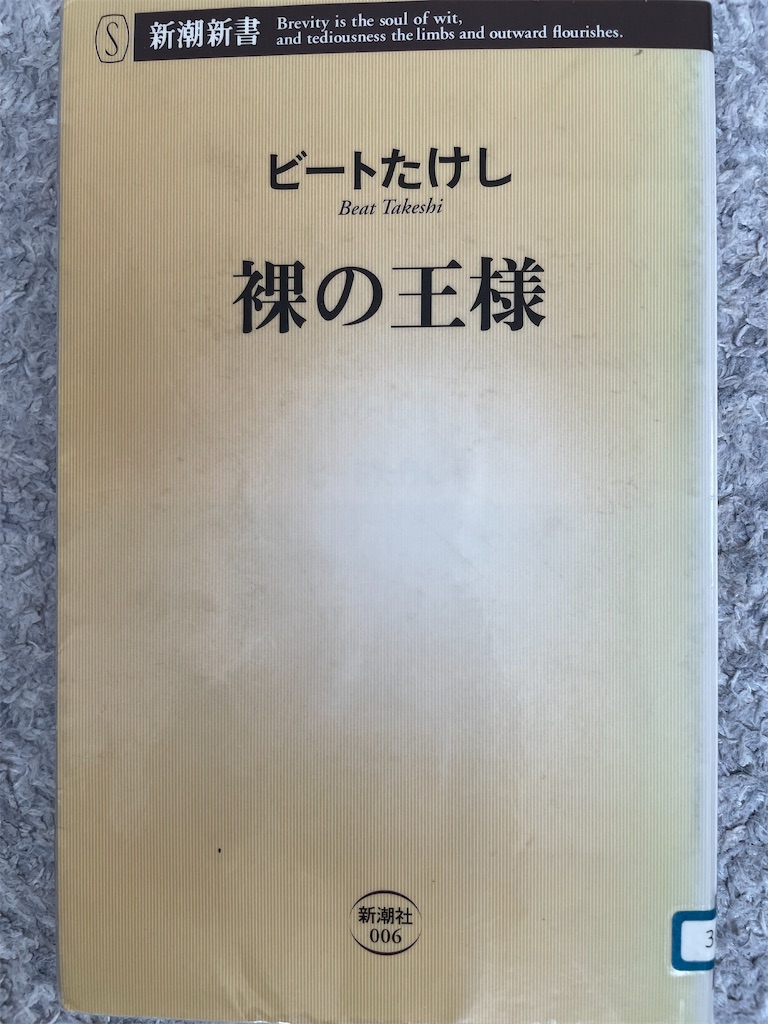 S
新潮新書
Brevity is the soul of wit,
and tediousness the limbs and outward flourishes.
ビートたけし
Beat Takeshi
裸の王様
新潮社
006
3